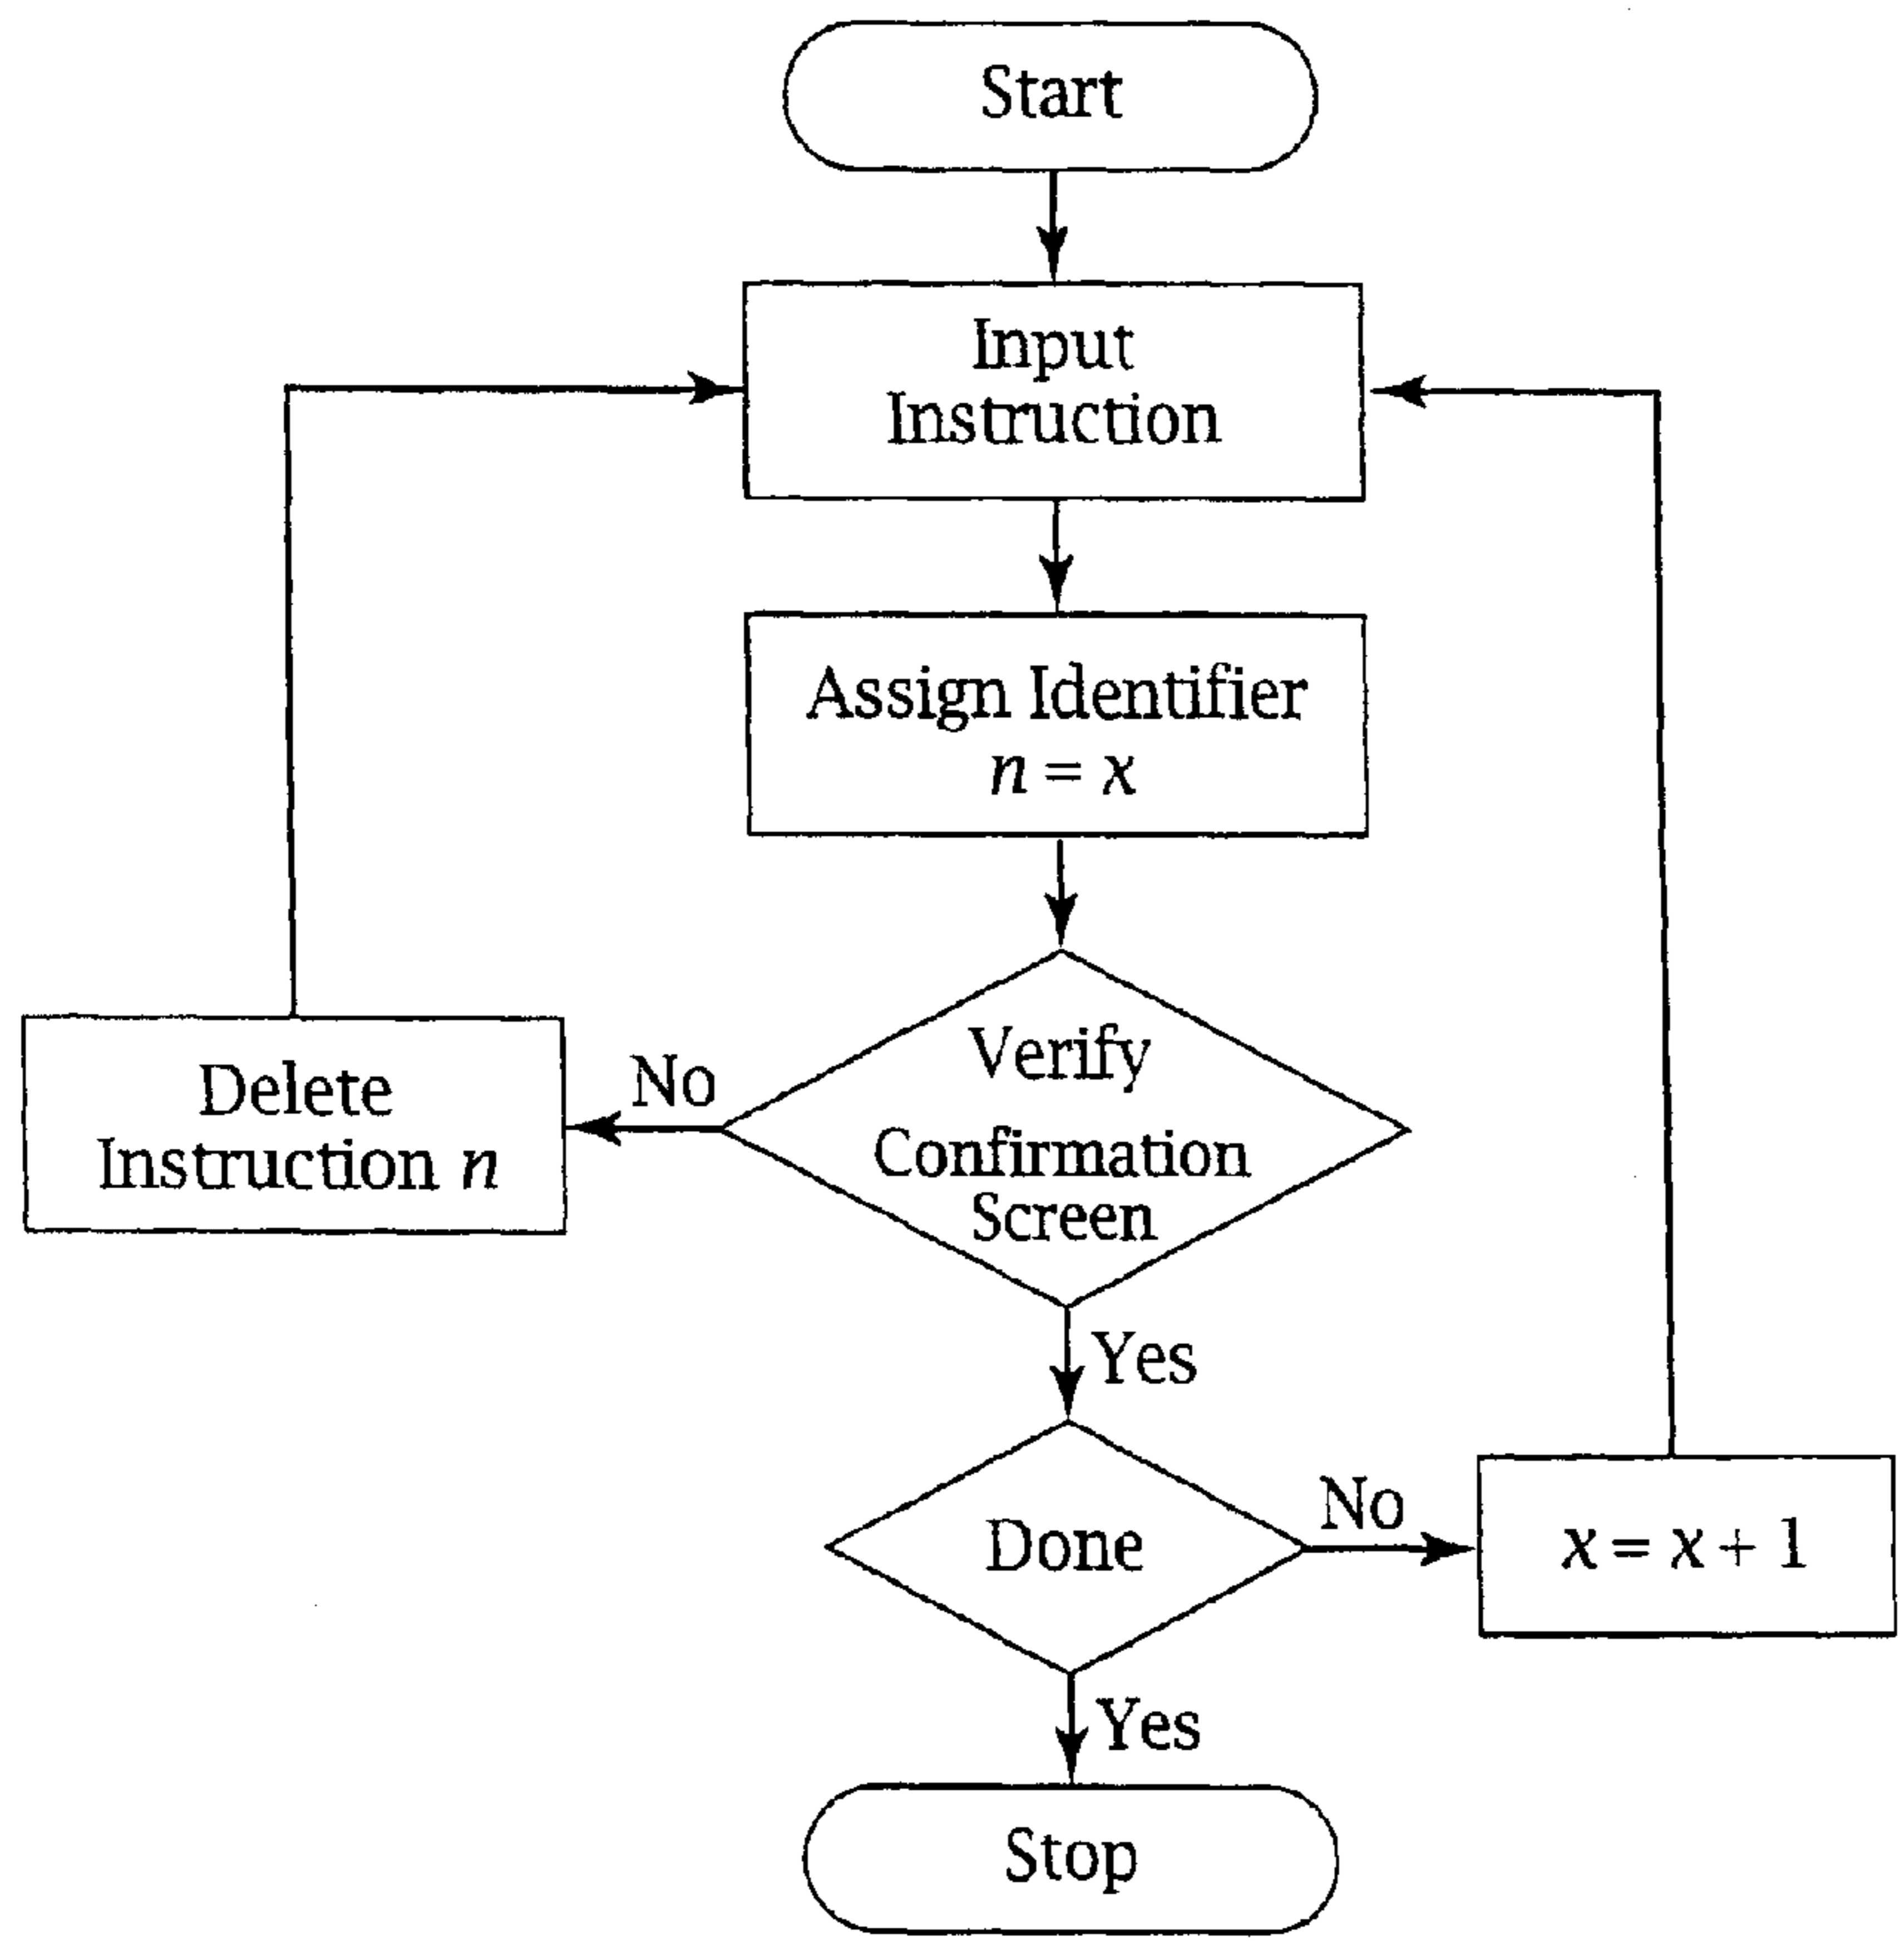 Start
Input
Instruction
Assign Identifier
n = x
Verify
Confirmation
Screen
No
Delete
Instruction n
Yes
Done
No
x = x + 1
Yes
Stop